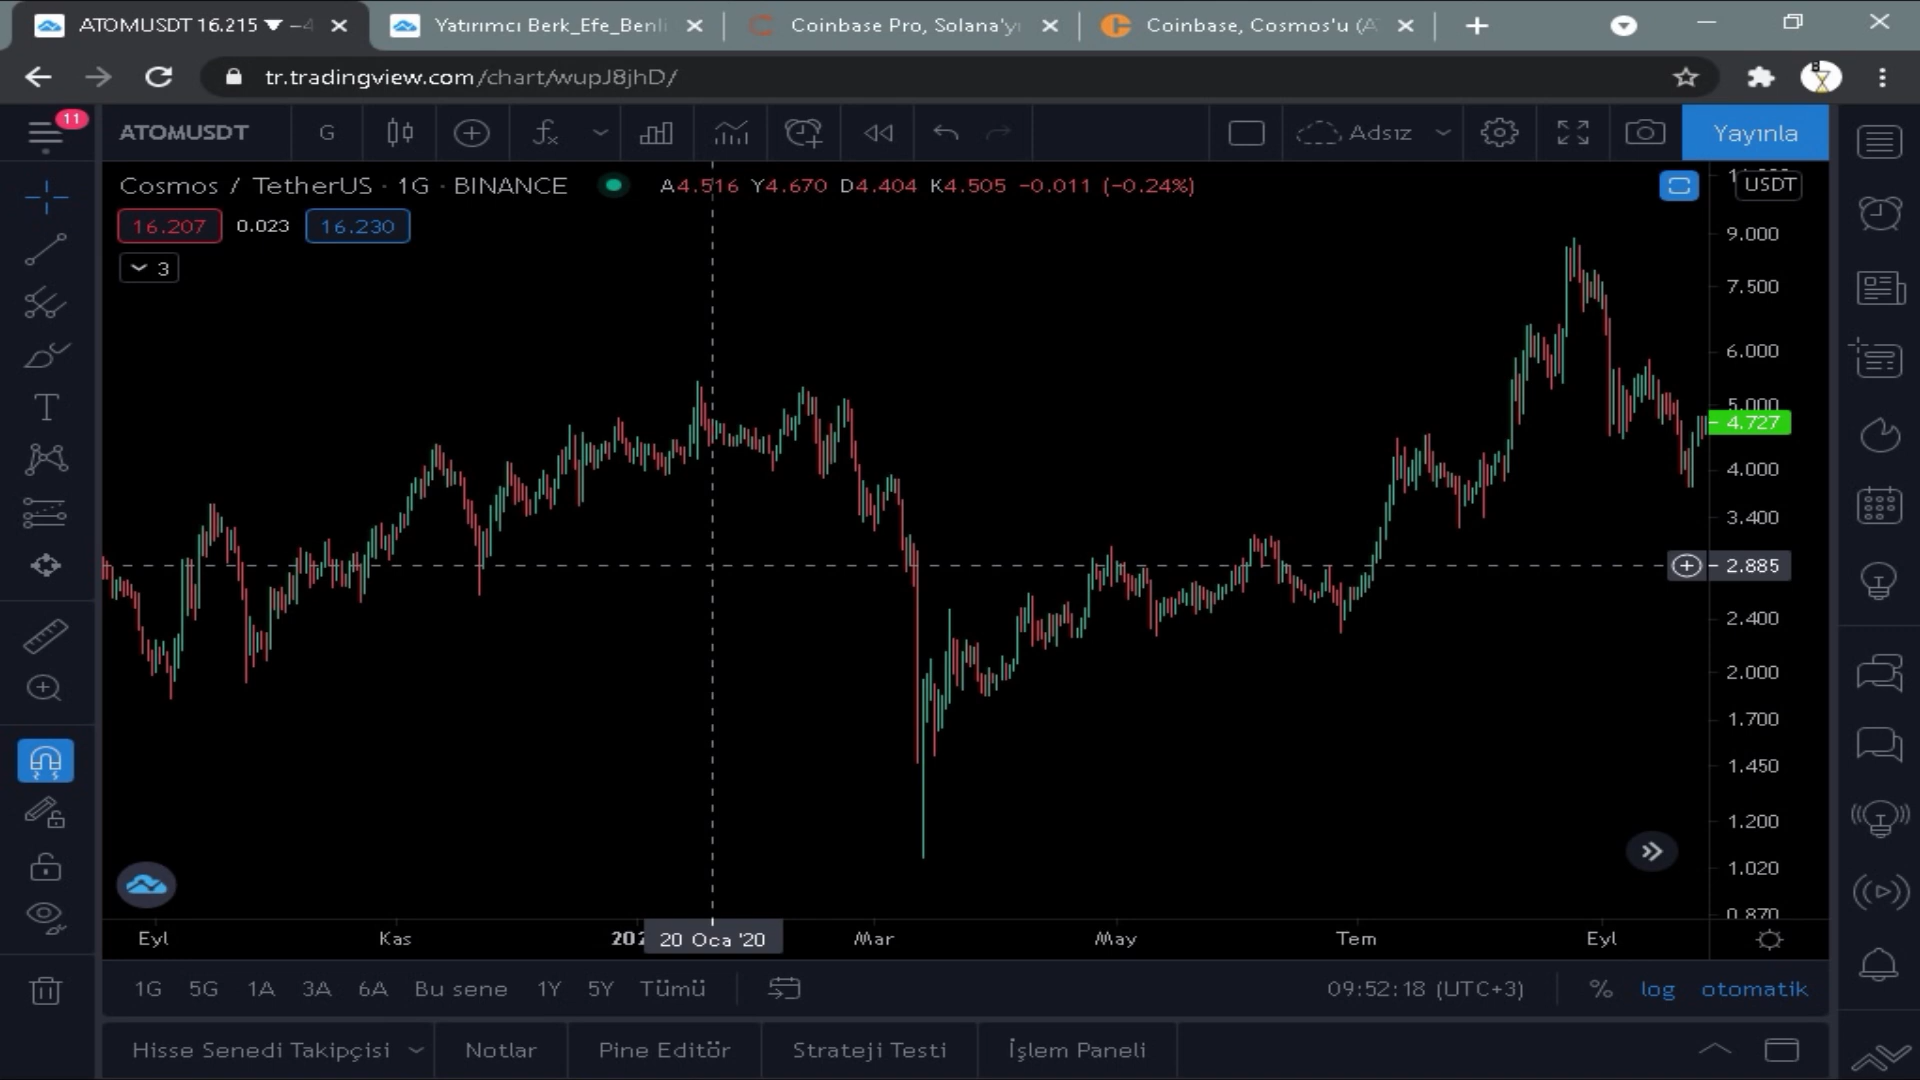 ATOMUSDT 16.215 ▼ −4
Yatırımcı Berk_Efe_Benli
Coinbase Pro, Solana'yı
Coinbase, Cosmos'u (AT
tr.tradingview.com/chart/wupJ8jhD/
11
ATOMUSDT
G
Adsız
Yayınla
Cosmos / TetherUS · 1G · BINANCE
A4.516 Y4.670 D4.404 K4.505 −0.011 (−0.24%)
USDT
16.207
0.023
16.230
3
9.000
7.500
6.000
5.000
4.727
4.000
3.400
2.885
2.400
2.000
1.700
1.450
1.200
1.020
0.870
Eyl
Kas
202
20 Oca '20
Mar
May
Tem
Eyl
1G 5G 1A 3A 6A Bu sene 1Y 5Y Tümü
09:52:18 (UTC+3)
%
log
otomatik
Hisse Senedi Takipçisi
Notlar
Pine Editör
Strateji Testi
İşlem Paneli